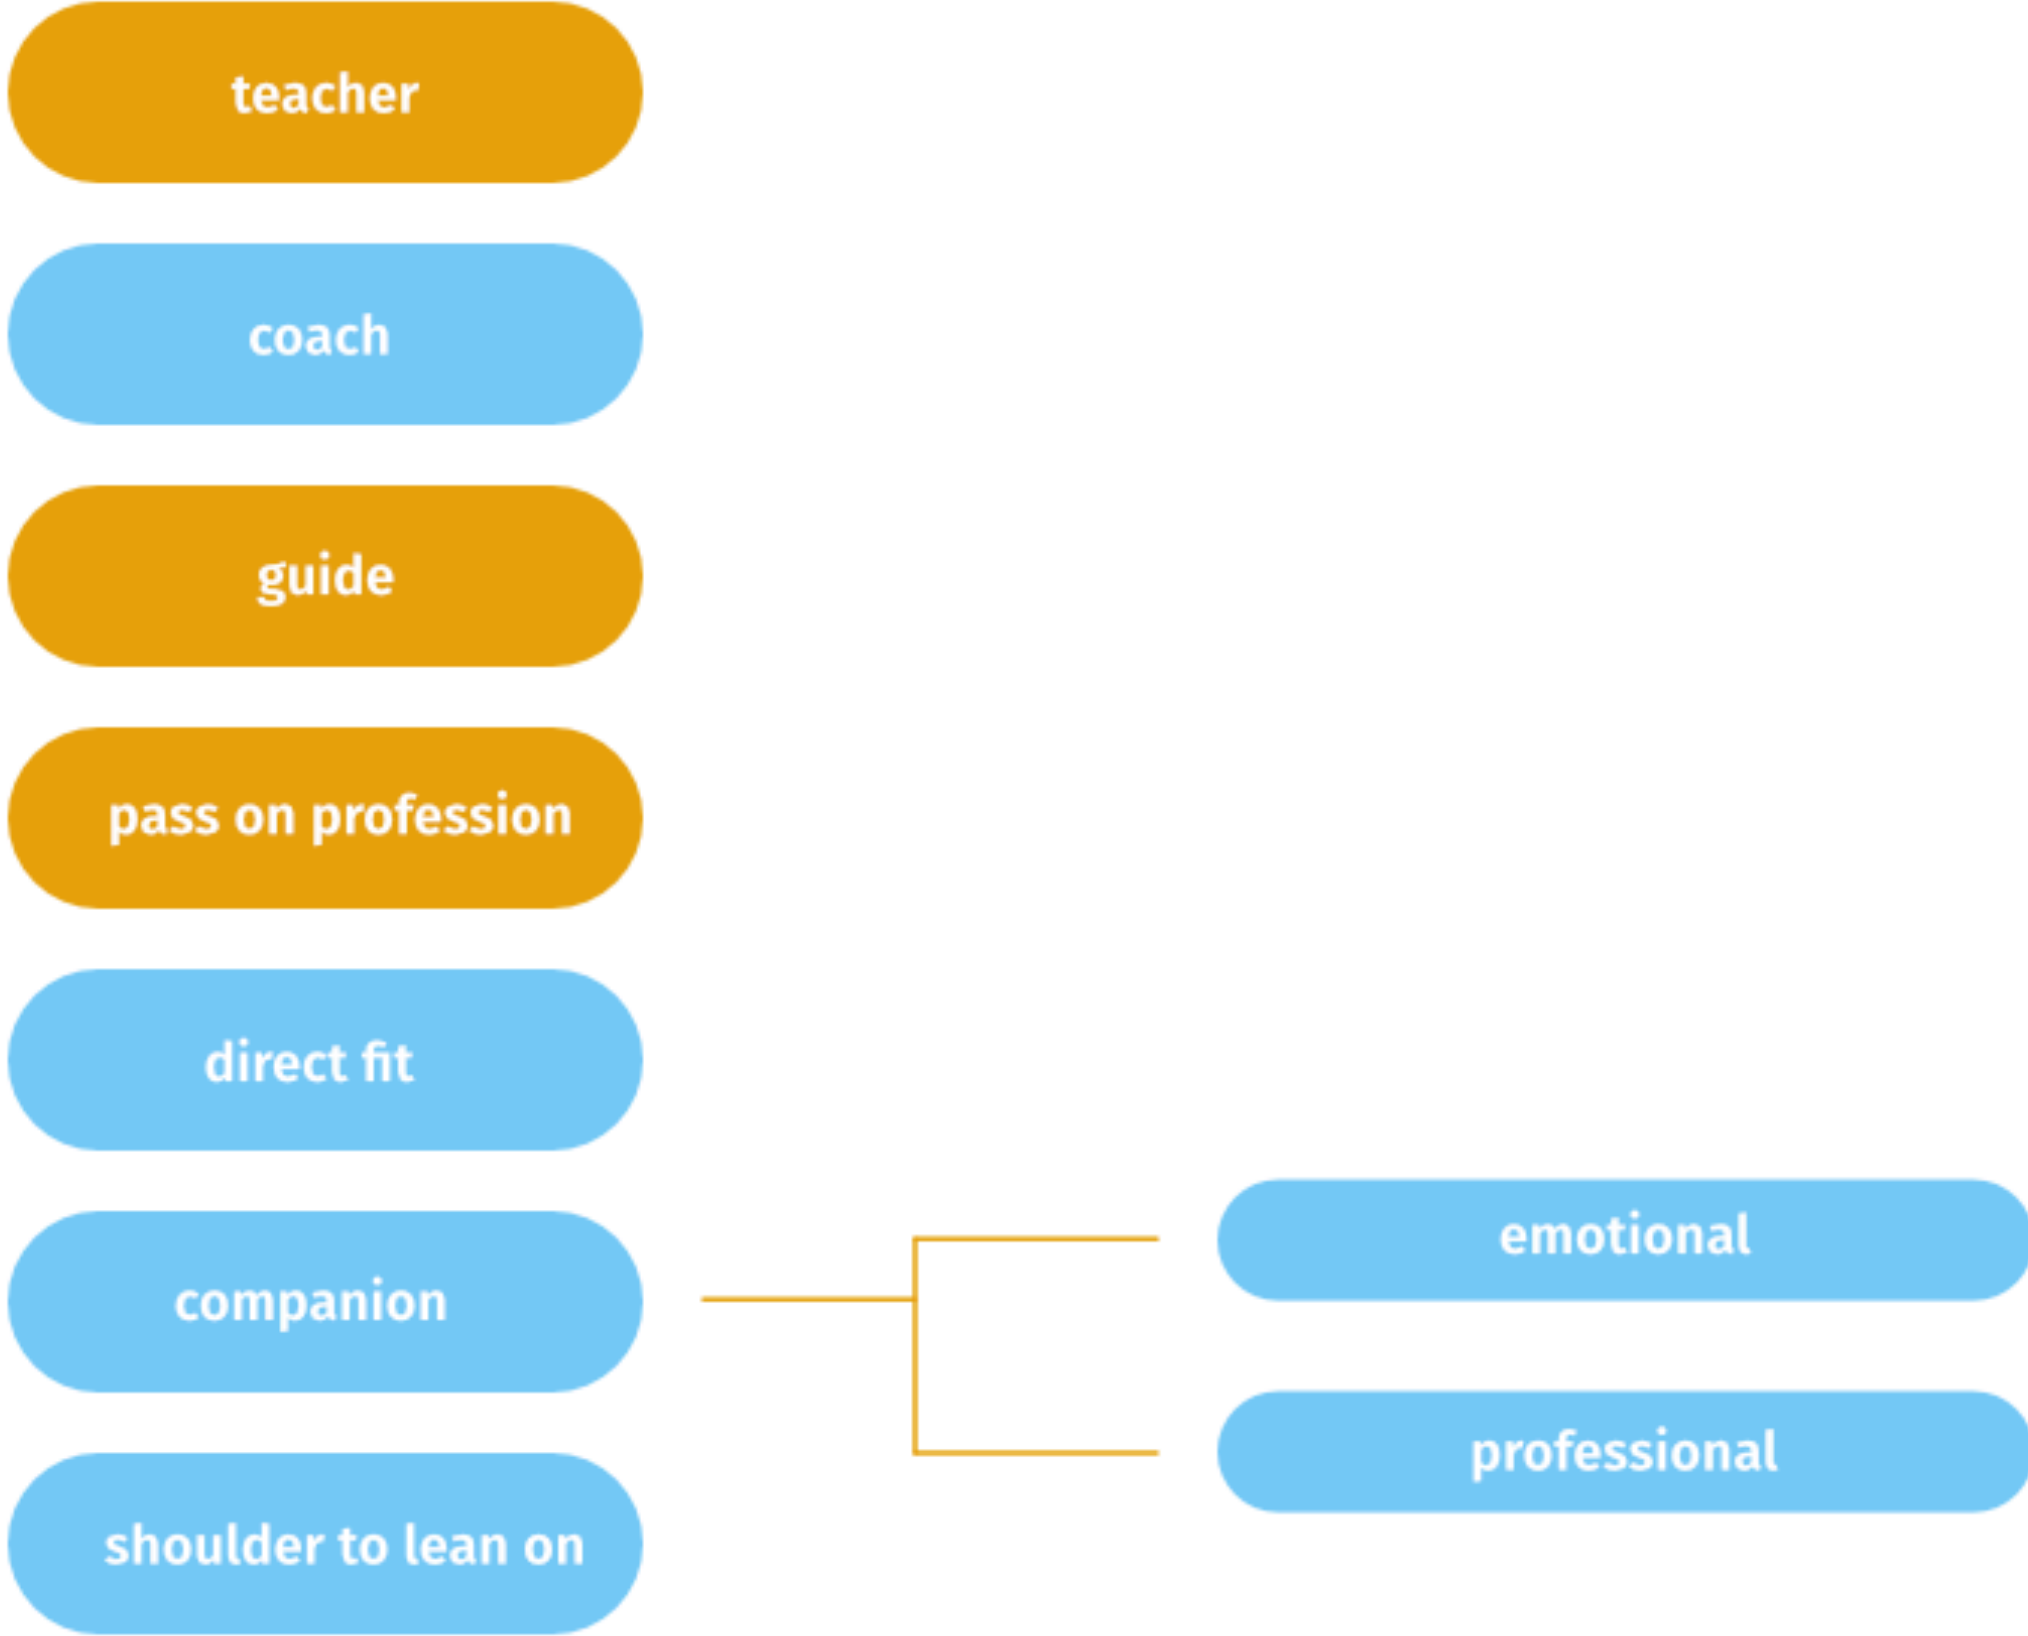 teacher
coach
guide
pass on profession
direct fit
companion
emotional
professional
shoulder to lean on